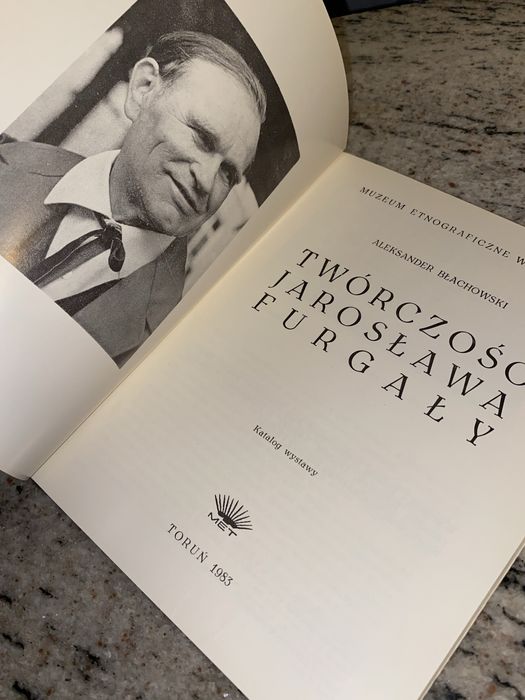 MUZEUM ETNOGRAFICZNE W
ALEKSANDER BŁACHOWSKI
TWÓRCZOŚĆ
JAROSŁAWA
FURGAŁY
Katalog wystawy
MET
TORUŃ 1983